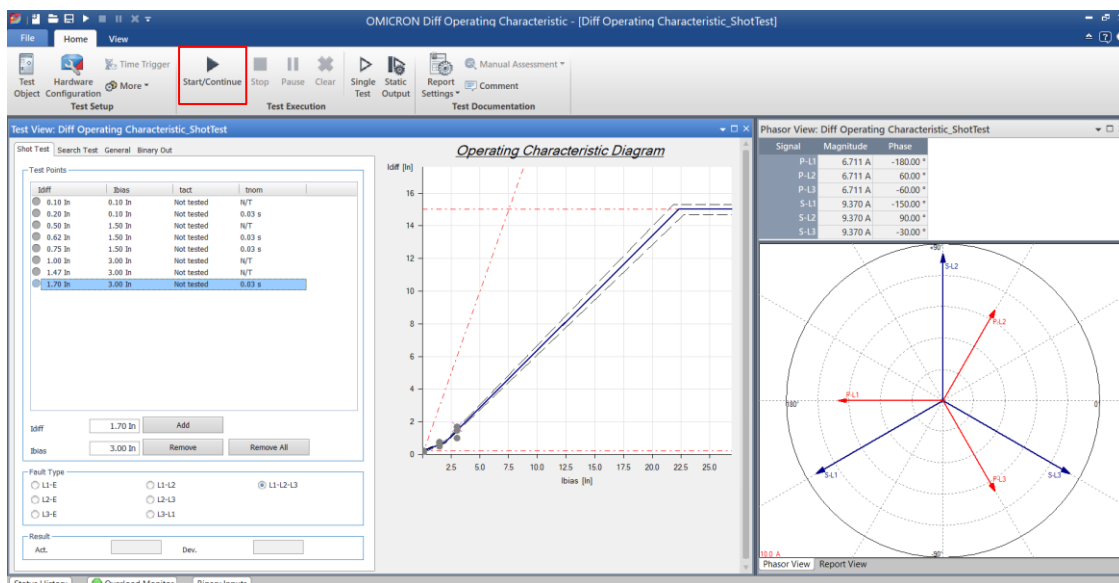 OMICRON Diff Operating Characteristic - [Diff Operating Characteristic_ShotTest]
File Home View
Test Object
Hardware Configuration
Time Trigger
More
Test Setup
Start/Continue
Stop
Pause
Clear
Single Test
Static Output
Test Execution
Report Settings
Manual Assessment
Comment
Test Documentation
Test View: Diff Operating Characteristic_ShotTest
Shot Test Search Test General Binary Out
Test Points
Idiff Ibias tact tnom
0.10 In 0.10 In Not tested N/T
0.20 In 0.10 In Not tested 0.03 s
0.50 In 1.50 In Not tested N/T
0.62 In 1.50 In Not tested 0.03 s
0.75 In 1.50 In Not tested 0.03 s
1.00 In 3.00 In Not tested N/T
1.47 In 3.00 In Not tested N/T
1.70 In 3.00 In Not tested 0.03 s
Idiff 1.70 In Add
Ibias 3.00 In Remove Remove All
Fault Type
L1-E L1-L2 L1-L2-L3
L2-E L2-L3
L3-E L3-L1
Result
Act. Dev.
Operating Characteristic Diagram
Idiff [In]
16
14
12
10
8
6
4
2
0
2.5 5.0 7.5 10.0 12.5 15.0 17.5 20.0 22.5 25.0
Ibias [In]
Phasor View: Diff Operating Characteristic_ShotTest
Signal Magnitude Phase
P-L1 6.711 A -180.00 °
P-L2 6.711 A 60.00 °
P-L3 6.711 A -60.00 °
S-L1 9.370 A -150.00 °
S-L2 9.370 A 90.00 °
S-L3 9.370 A -30.00 °
+90°
S-L2
P-L2
P-L1
180°
0°
S-L1
P-L3
S-L3
-90°
10.0 A
Phasor View Report View
Status History Overload Monitor Binary Inputs